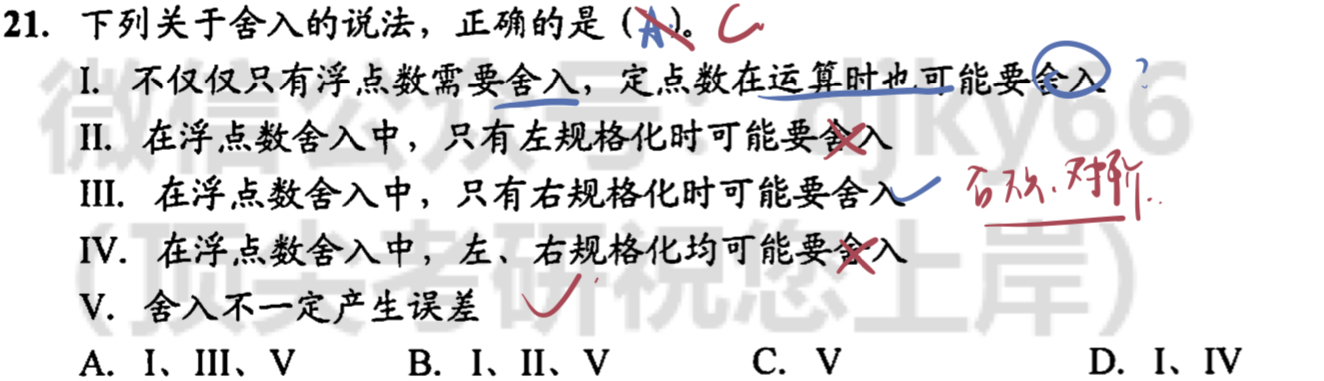 21. 下列关于舍入的说法，正确的是（A）。C
I. 不仅仅只有浮点数需要舍入，定点数在运算时也可能要舍入 ?
II. 在浮点数舍入中，只有左规格化时可能要舍入
III. 在浮点数舍入中，只有右规格化时可能要舍入 对阶..
IV. 在浮点数舍入中，左、右规格化均可能要舍入
V. 舍入不一定产生误差
A. I、III、V B. I、II、V C. V D. I、IV
微信公众号：djky66
（顶尖考研祝您上岸）